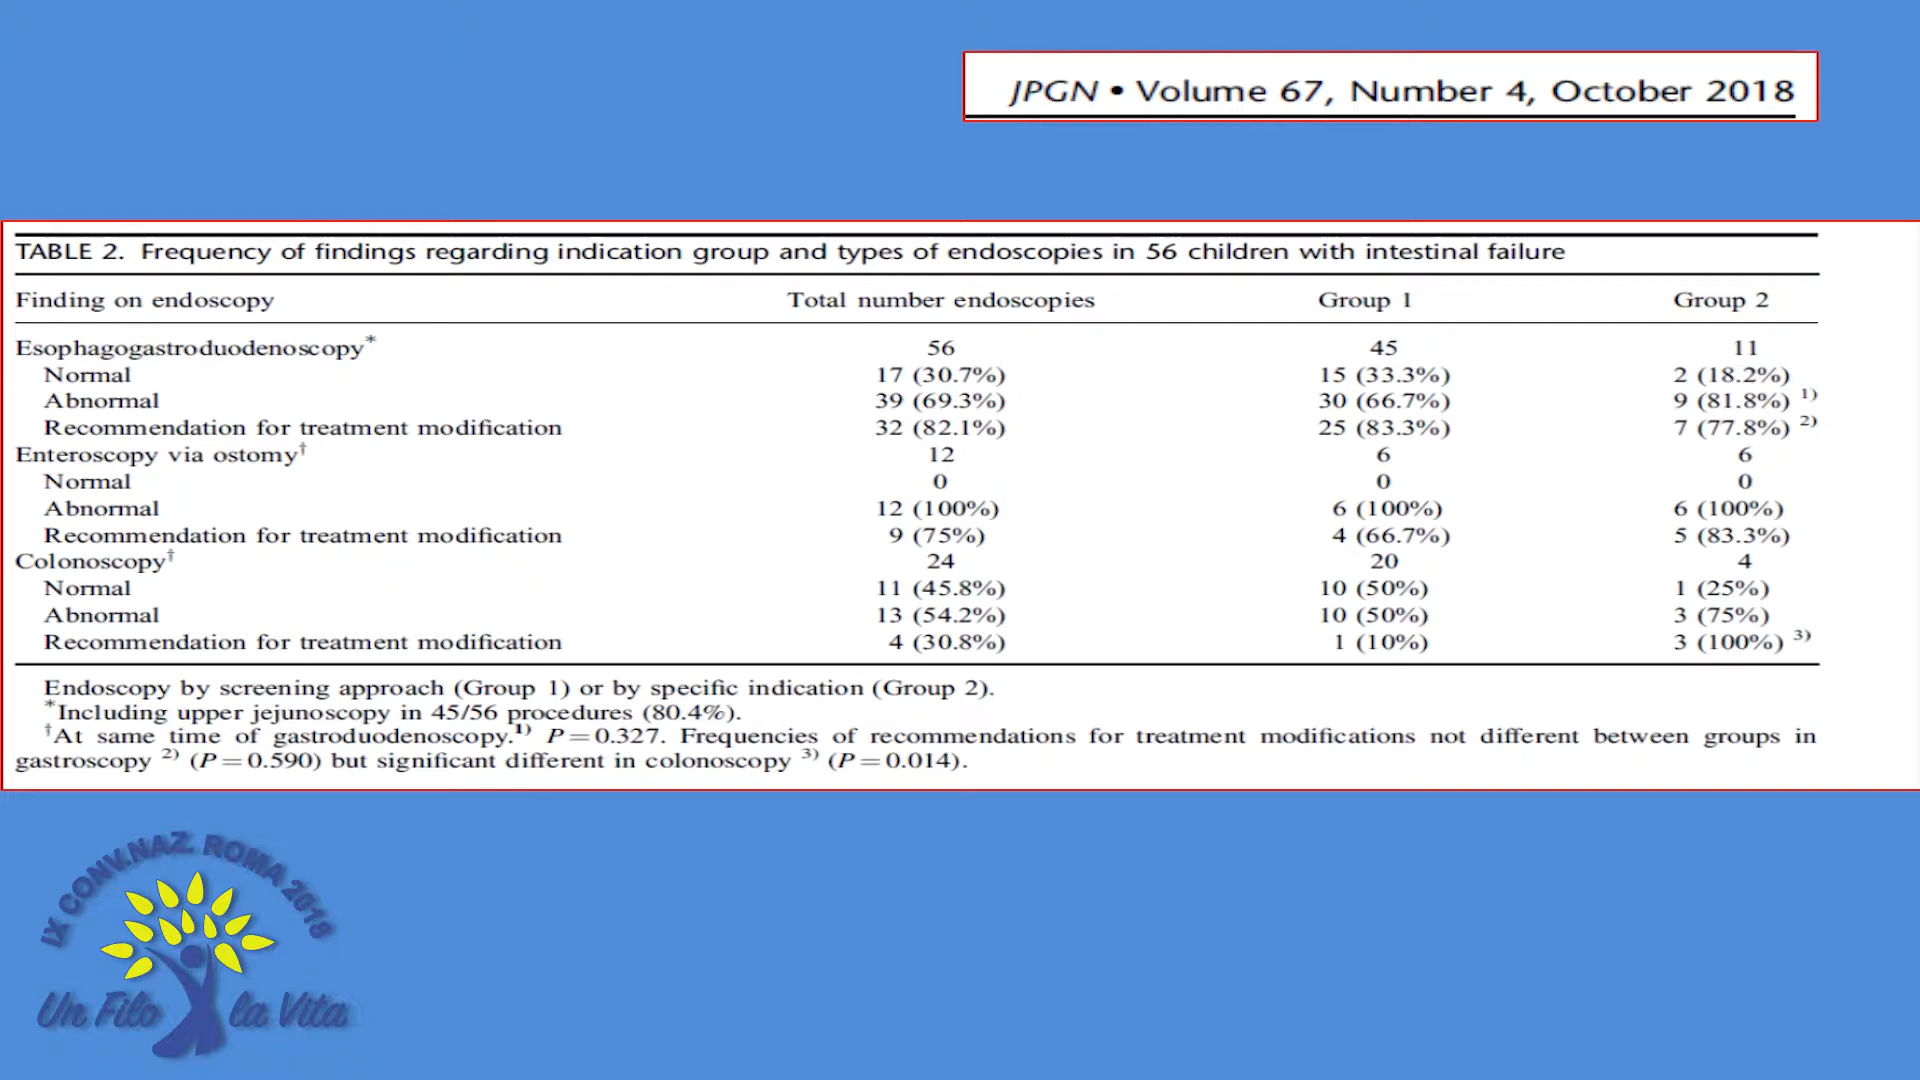 JPGN • Volume 67, Number 4, October 2018
TABLE 2. Frequency of findings regarding indication group and types of endoscopies in 56 children with intestinal failure
Finding on endoscopy Total number endoscopies Group 1 Group 2
Esophagogastroduodenoscopy* 56 45 11
Normal 17 (30.7%) 15 (33.3%) 2 (18.2%)
Abnormal 39 (69.3%) 30 (66.7%) 9 (81.8%) 1)
Recommendation for treatment modification 32 (82.1%) 25 (83.3%) 7 (77.8%) 2)
Enteroscopy via ostomy† 12 6 6
Normal 0 0 0
Abnormal 12 (100%) 6 (100%) 6 (100%)
Recommendation for treatment modification 9 (75%) 4 (66.7%) 5 (83.3%)
Colonoscopy† 24 20 4
Normal 11 (45.8%) 10 (50%) 1 (25%)
Abnormal 13 (54.2%) 10 (50%) 3 (75%)
Recommendation for treatment modification 4 (30.8%) 1 (10%) 3 (100%) 3)
Endoscopy by screening approach (Group 1) or by specific indication (Group 2).
*Including upper jejunoscopy in 45/56 procedures (80.4%).
†At same time of gastroduodenoscopy.1) P=0.327. Frequencies of recommendations for treatment modifications not different between groups in
gastroscopy 2) (P=0.590) but significant different in colonoscopy 3) (P=0.014).
IX CONV.NAZ. ROMA 2018
Un Filo la Vita